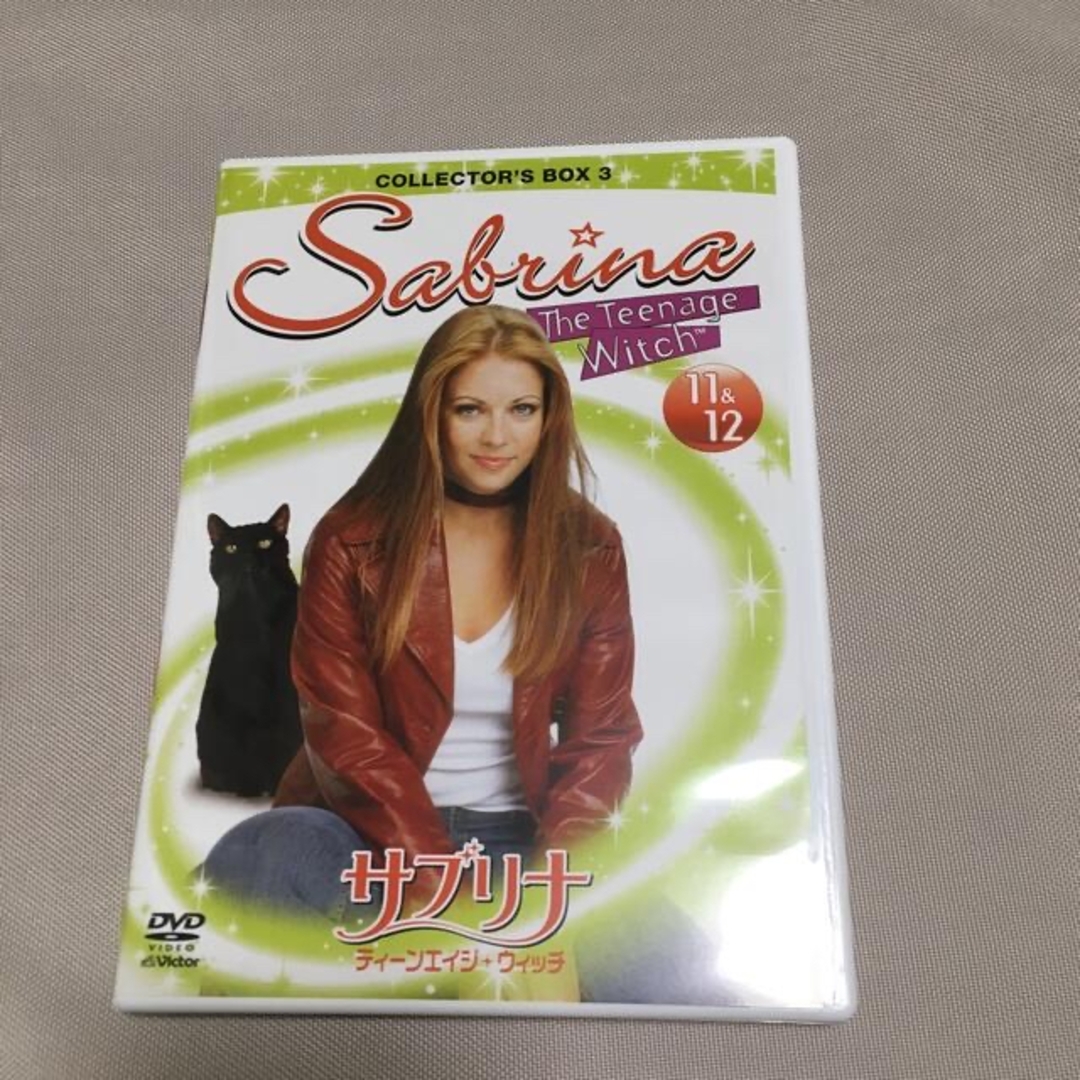 COLLECTOR'S BOX 3
Sabrina
The Teenage
Witch™
11 &
12
サブリナ
ティーンエイジ・ウィッチ
DVD
VIDEO
Victor